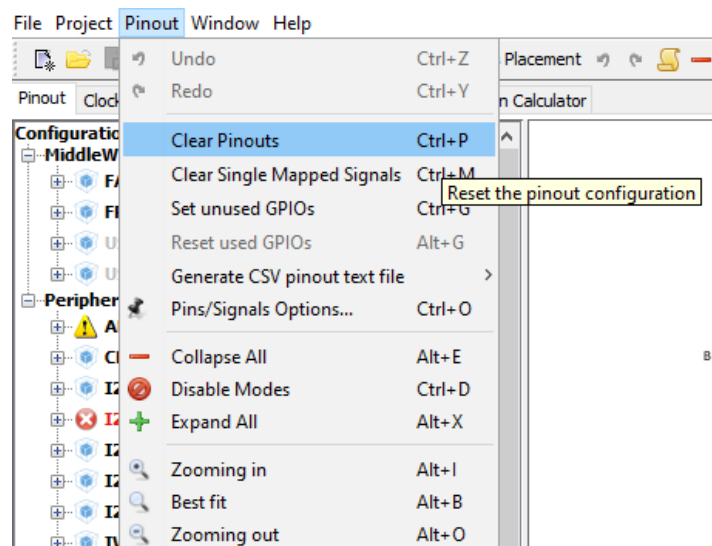 File Project Pinout Window Help
Undo Ctrl+Z
Placement
Redo Ctrl+Y
Pinout
Calculator
Clear Pinouts Ctrl+P
Clear Single Mapped Signals Ctrl+M
Reset the pinout configuration
Set unused GPIOs Ctrl+G
Reset used GPIOs Alt+G
Generate CSV pinout text file
Pins/Signals Options... Ctrl+O
Collapse All Alt+E
Disable Modes Ctrl+D
Expand All Alt+X
Zooming in Alt+I
Best fit Alt+B
Zooming out Alt+O